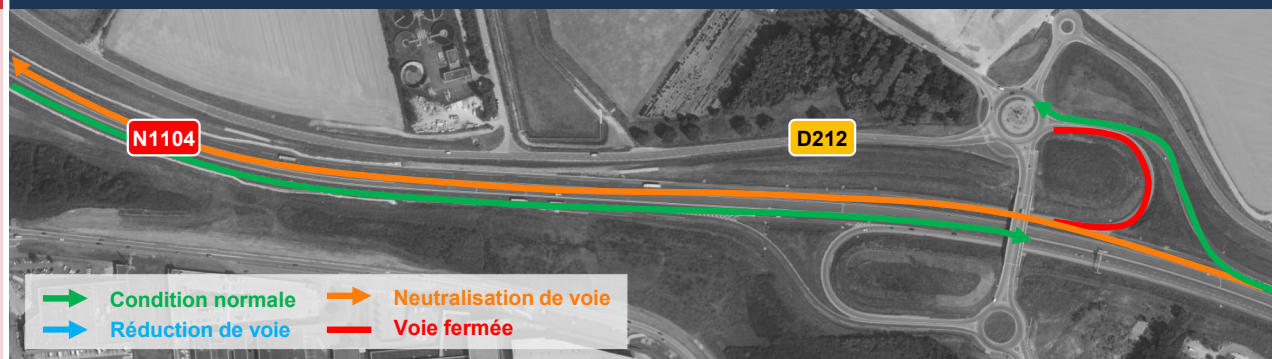 N1104
D212
Condition normale
Neutralisation de voie
Réduction de voie
Voie fermée